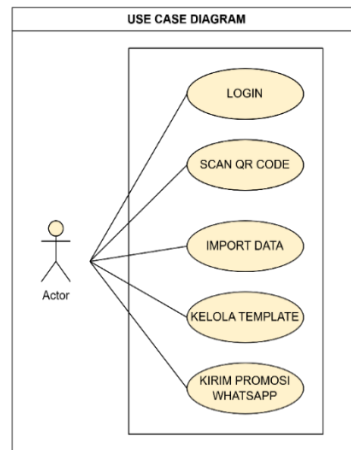 USE CASE DIAGRAM
LOGIN
SCAN QR CODE
IMPORT DATA
Actor
KELOLA TEMPLATE
KIRIM PROMOSI
WHATSAPP